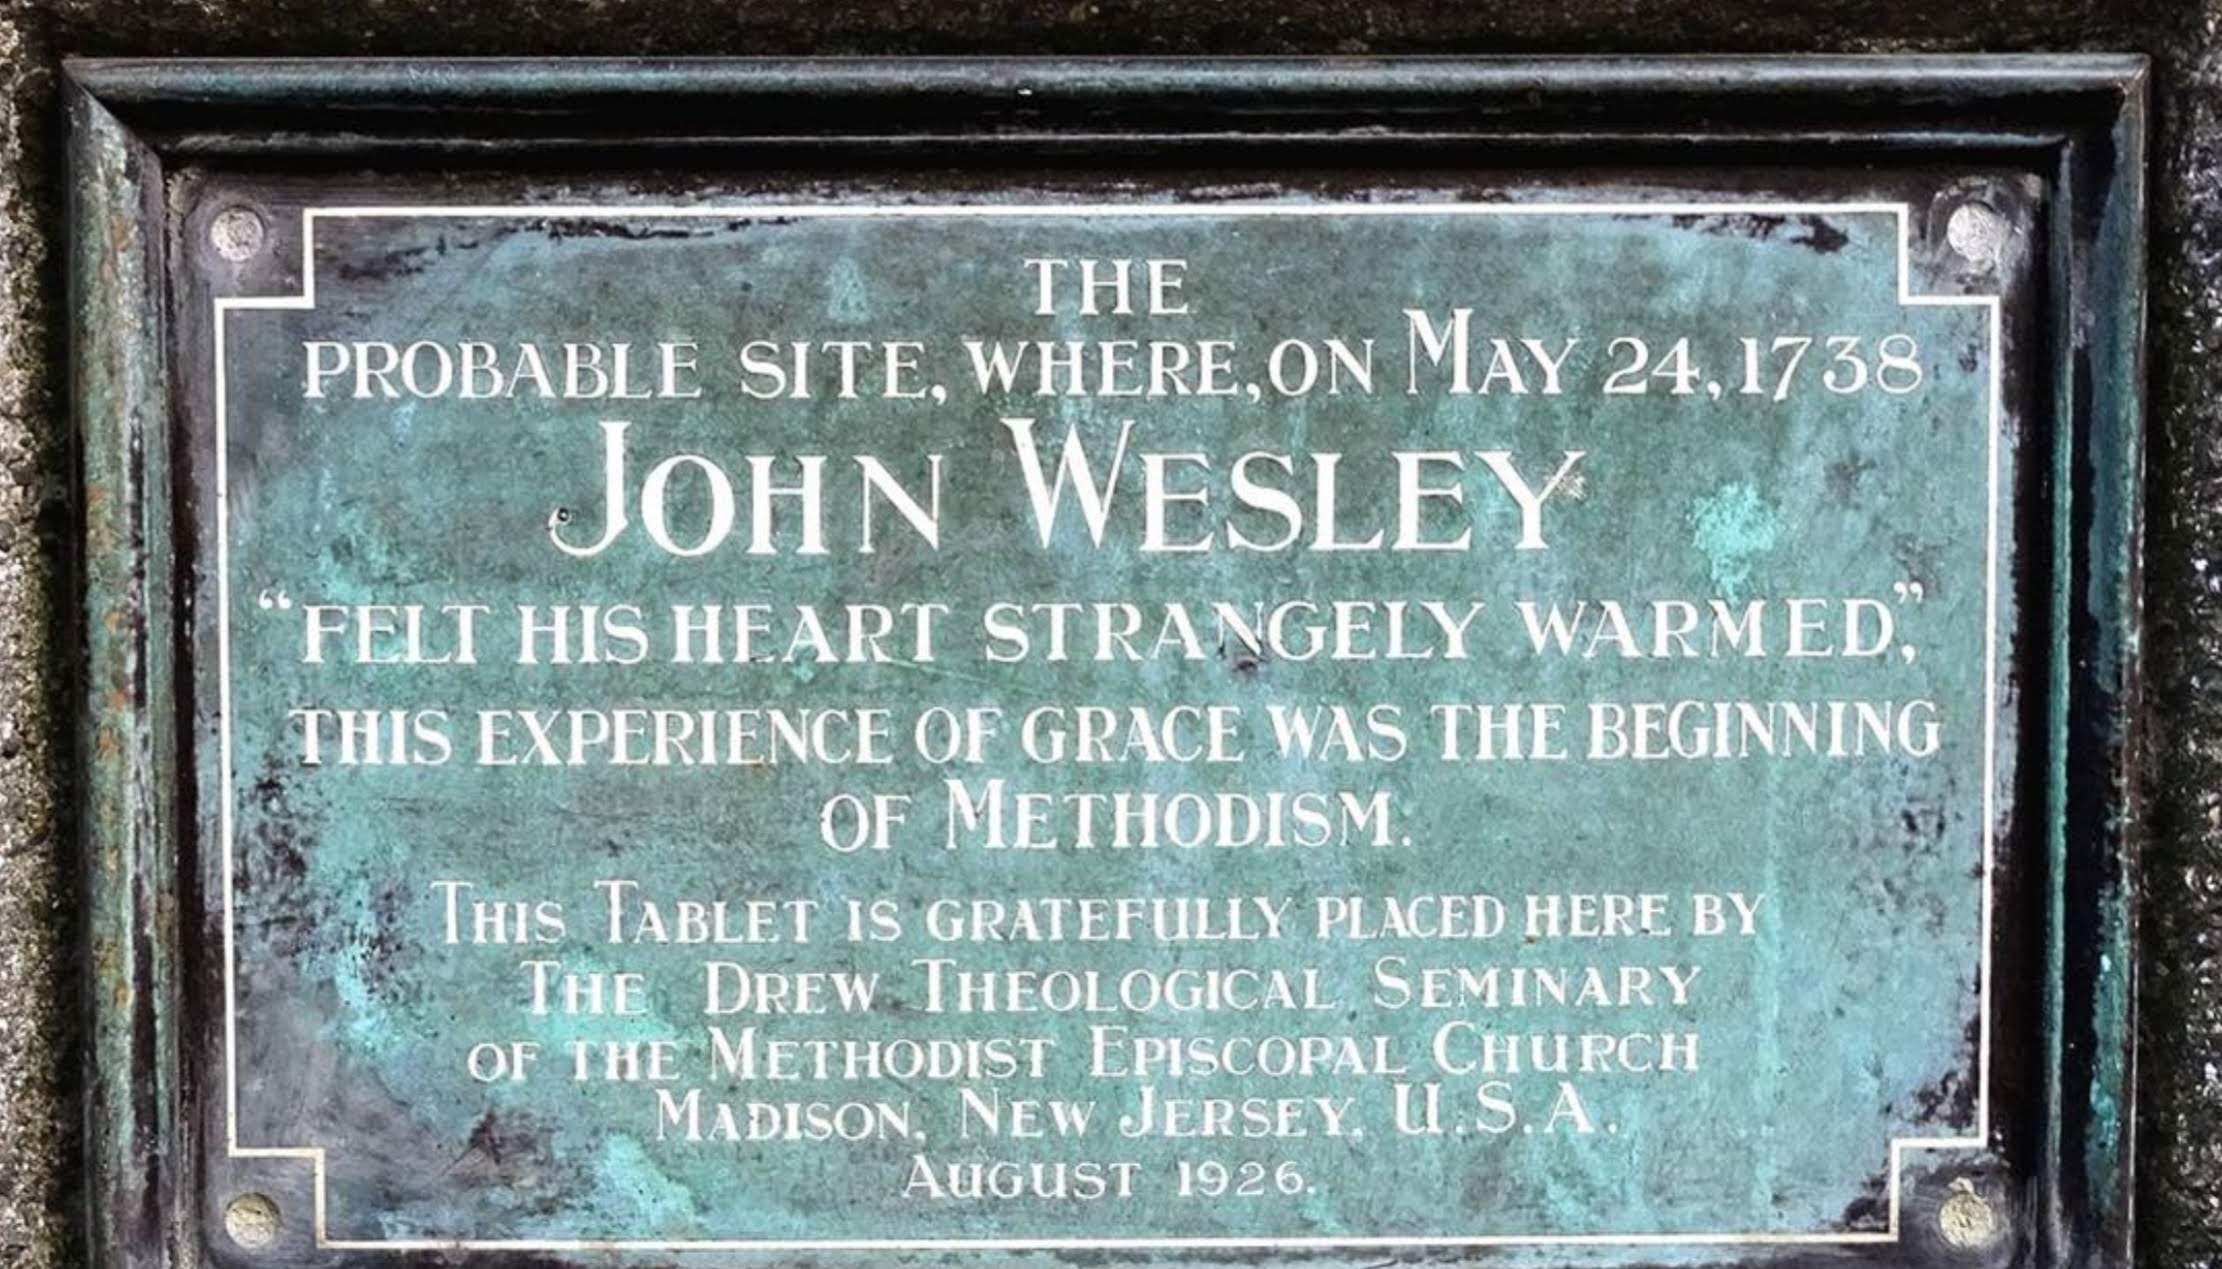 THE
PROBABLE SITE, WHERE, ON MAY 24, 1738
JOHN WESLEY
"FELT HIS HEART STRANGELY WARMED",
THIS EXPERIENCE OF GRACE WAS THE BEGINNING
OF METHODISM.
THIS TABLET IS GRATEFULLY PLACED HERE BY
THE DREW THEOLOGICAL SEMINARY
OF THE METHODIST EPISCOPAL CHURCH
MADISON, NEW JERSEY, U.S.A.
AUGUST 1926.